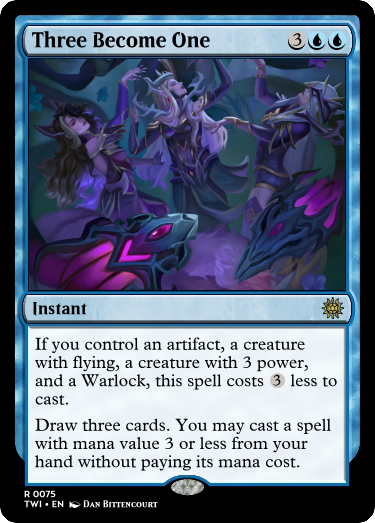 Three Become One 3
Instant
If you control an artifact, a creature
with flying, a creature with 3 power,
and a Warlock, this spell costs 3 less to
cast.
Draw three cards. You may cast a spell
with mana value 3 or less from your
hand without paying its mana cost.
R 0075
TWI • EN Dan Bittencourt